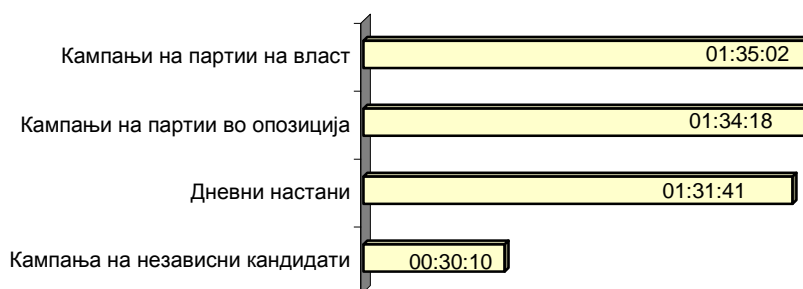 Кампањи на партии на власт 01:35:02
Кампањи на партии во опозиција 01:34:18
Дневни настани 01:31:41
Кампања на независни кандидати 00:30:10